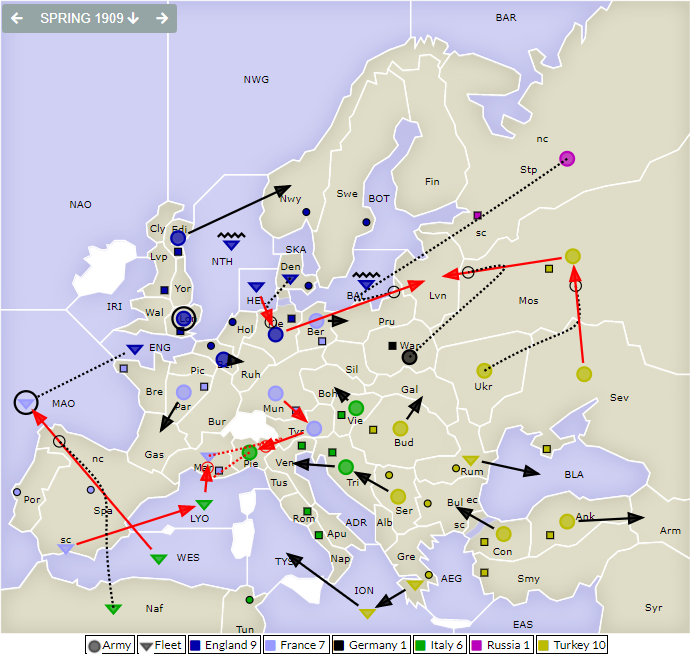 ← SPRING 1909 ↓ →
BAR
NWG
nc
Stp
Fin
NAO
Swe
BOT
Nwy
Cly Edi
sc
NTH
SKA
Lvp
Den
IRI
Yor
HEL
BAL
Lvn
Mos
Wal
Lon
Kie
Hol
Ber
Pru
ENG
War
Bel
Ruh
Sil
Pic
Ukr
MAO
Bre
Par
Boh
Gal
Sev
Bur
Mun
Vie
Gas
Tyr
Bud
nc
Mar
Pie
Ven
Rum
Por
Spa
Tri
BLA
Tus
Ser
Bul ec
Ank
LYO
Rom
ADR
Alb
sc
Arm
sc
Apu
Con
WES
Nap
Gre
TYS
AEG
Smy
Naf
ION
Syr
Tun
EAS
Army Fleet England 9 France 7 Germany 1 Italy 6 Russia 1 Turkey 10